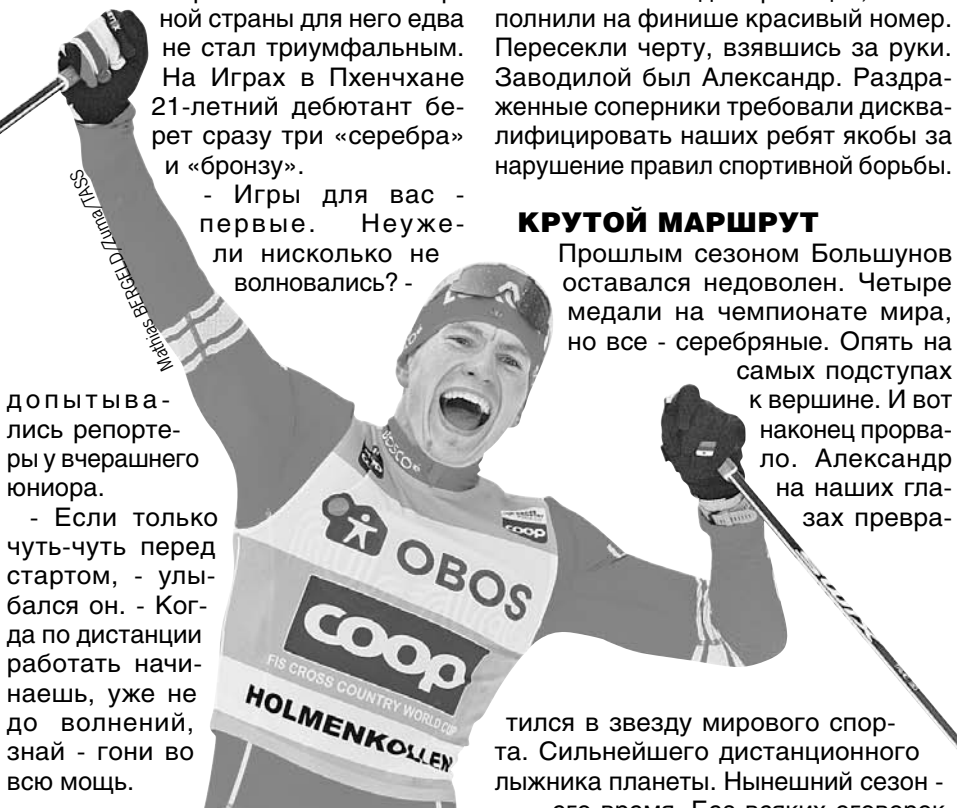 ной страны для него едва
не стал триумфальным.
На Играх в Пхенчхане
21-летний дебютант бе-
рет сразу три «серебра»
и «бронзу».
- Игры для вас -
первые. Неуже-
ли нисколько не
волновались? -
допытыва-
лись репорте-
ры у вчерашнего
юниора.
- Если только
чуть-чуть перед
стартом, - улы-
бался он. - Ког-
да по дистанции
работать начи-
наешь, уже не
до волнений,
знай - гони во
всю мощь.
Mathias BERGELD/Zuma/TASS
BOSCO
OBOS
coop
coop
FIS CROSS COUNTRY WORLD CUP
HOLMENKOLLEN
полнили на финише красивый номер.
Пересекли черту, взявшись за руки.
Заводилой был Александр. Раздра-
женные соперники требовали дисква-
лифицировать наших ребят якобы за
нарушение правил спортивной борьбы.
КРУТОЙ МАРШРУТ
Прошлым сезоном Большунов
оставался недоволен. Четыре
медали на чемпионате мира,
но все - серебряные. Опять на
самых подступах
к вершине. И вот
наконец прорва-
ло. Александр
на наших гла-
зах превра-
тился в звезду мирового спор-
та. Сильнейшего дистанционного
лыжника планеты. Нынешний сезон -
его время. Без всяких оговорок